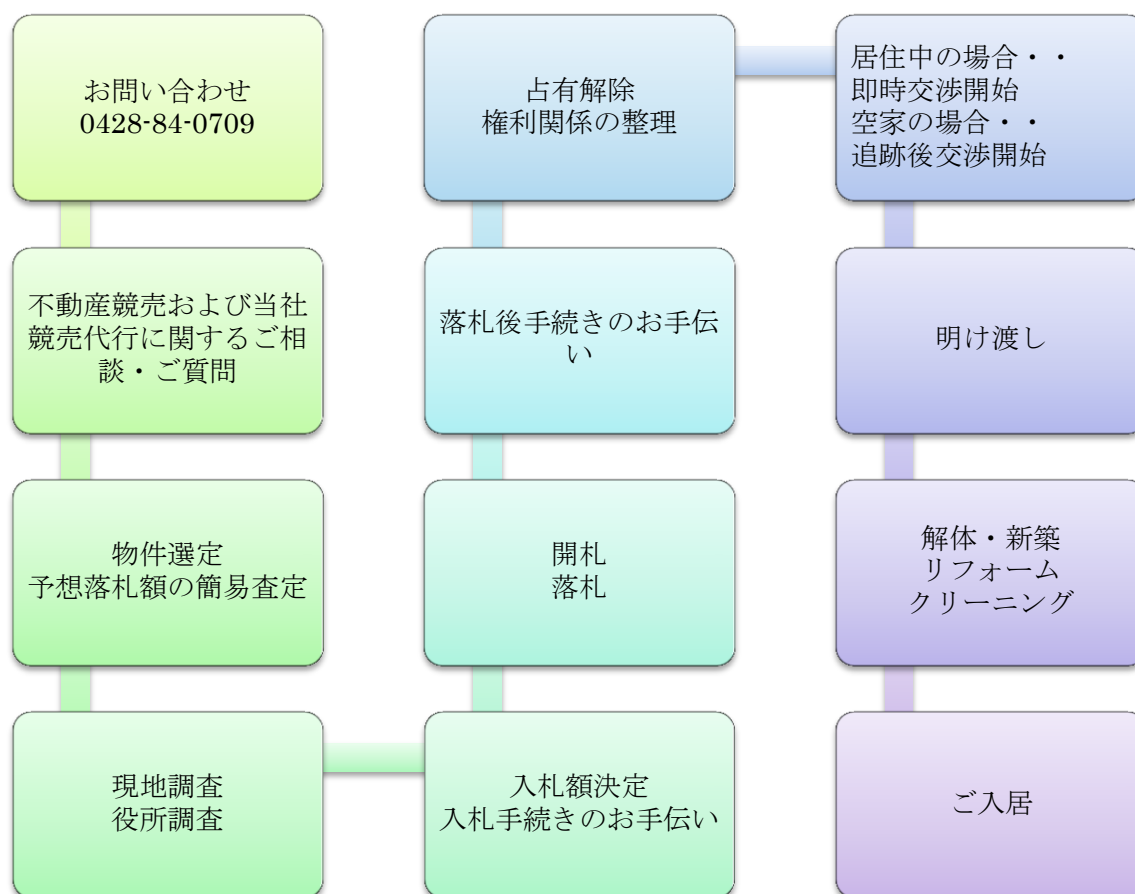 お問い合わせ
0428-84-0709
不動産競売および当社
競売代行に関するご相
談・ご質問
物件選定
予想落札額の簡易査定
現地調査
役所調査
入札額決定
入札手続きのお手伝い
開札
落札
落札後手続きのお手伝
い
占有解除
権利関係の整理
居住中の場合・・
即時交渉開始
空家の場合・・
追跡後交渉開始
明け渡し
解体・新築
リフォーム
クリーニング
ご入居